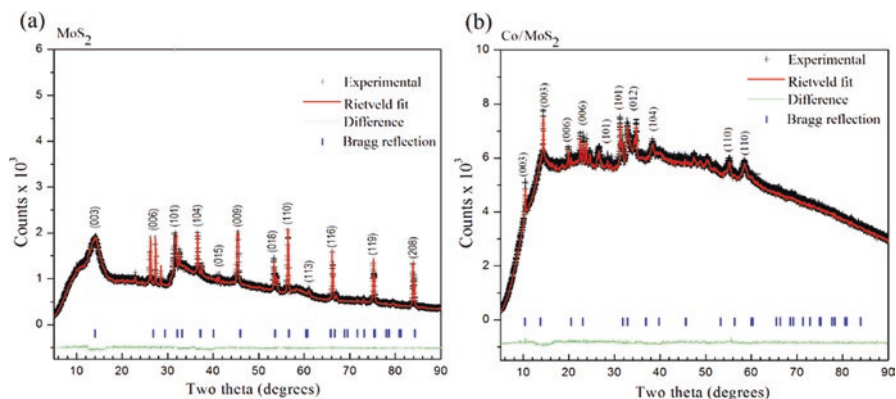 (a)
MoS2
6
5
4
3
2
1
0
Counts x 10^3
Experimental
Rietveld fit
Difference
Bragg reflection
(003)
(006)
(101)
(104)
(015)
(009)
(018)
(110)
(113)
(116)
(119)
(208)
10 20 30 40 50 60 70 80 90
Two theta (degrees)
(b)
Co/MoS2
10
8
6
4
2
0
Counts x 10^3
Experimental
Rietveld fit
Difference
Bragg reflection
(003)
(003)
(006)
(006)
(101)
(101)
(012)
(104)
(110)
(110)
10 20 30 40 50 60 70 80 90
Two theta (degrees)